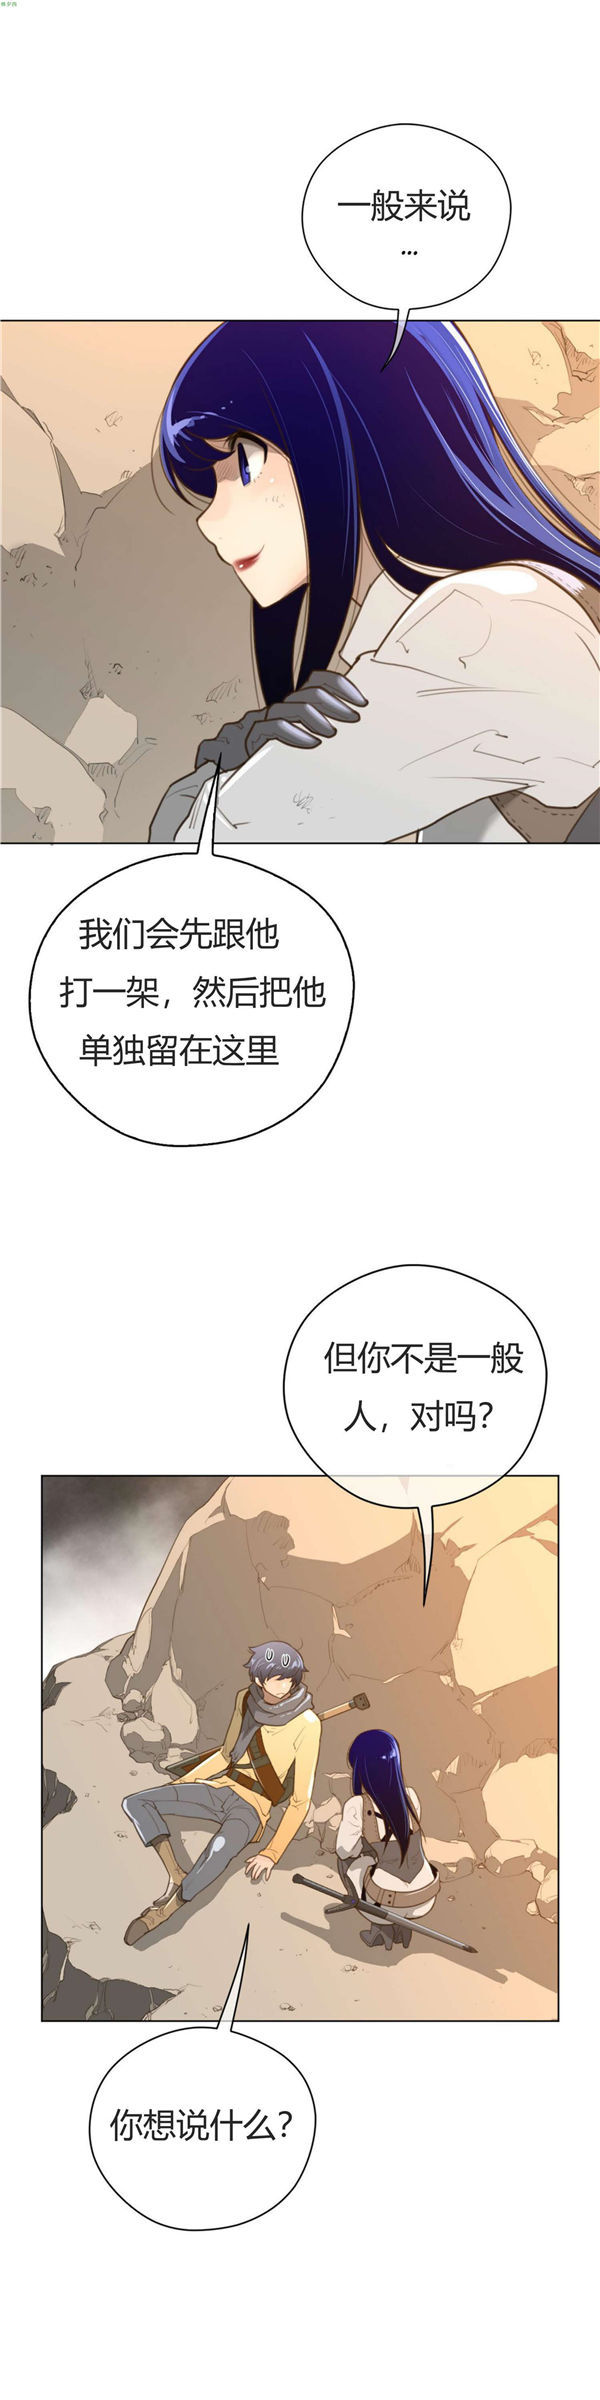 一般来说
...
我们会先跟他
打一架，然后把他
单独留在这里
但你不是一般
人，对吗？
你想说什么？